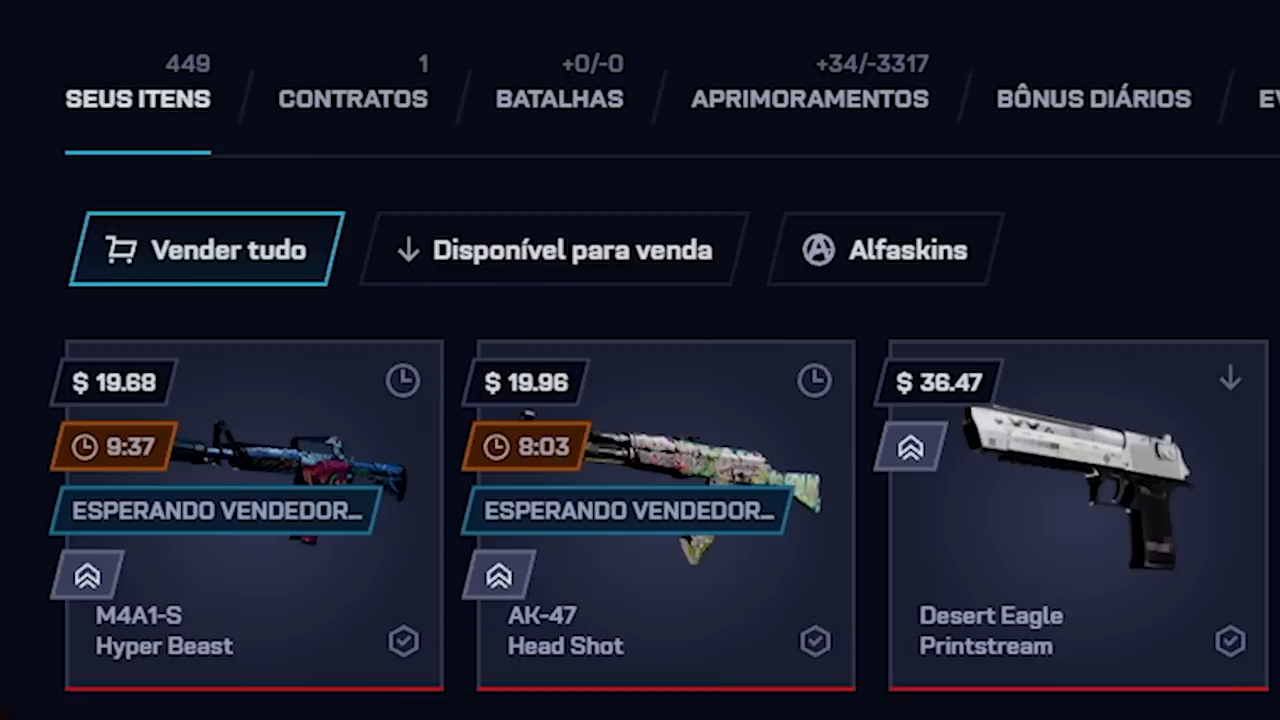 449
SEUS ITENS
1
CONTRATOS
+0/-0
BATALHAS
+34/-3317
APRIMORAMENTOS
BÔNUS DIÁRIOS
Vender tudo
Disponível para venda
Alfaskins
$ 19.68
9:37
ESPERANDO VENDEDOR...
M4A1-S
Hyper Beast
$ 19.96
8:03
ESPERANDO VENDEDOR...
AK-47
Head Shot
$ 36.47
Desert Eagle
Printstream